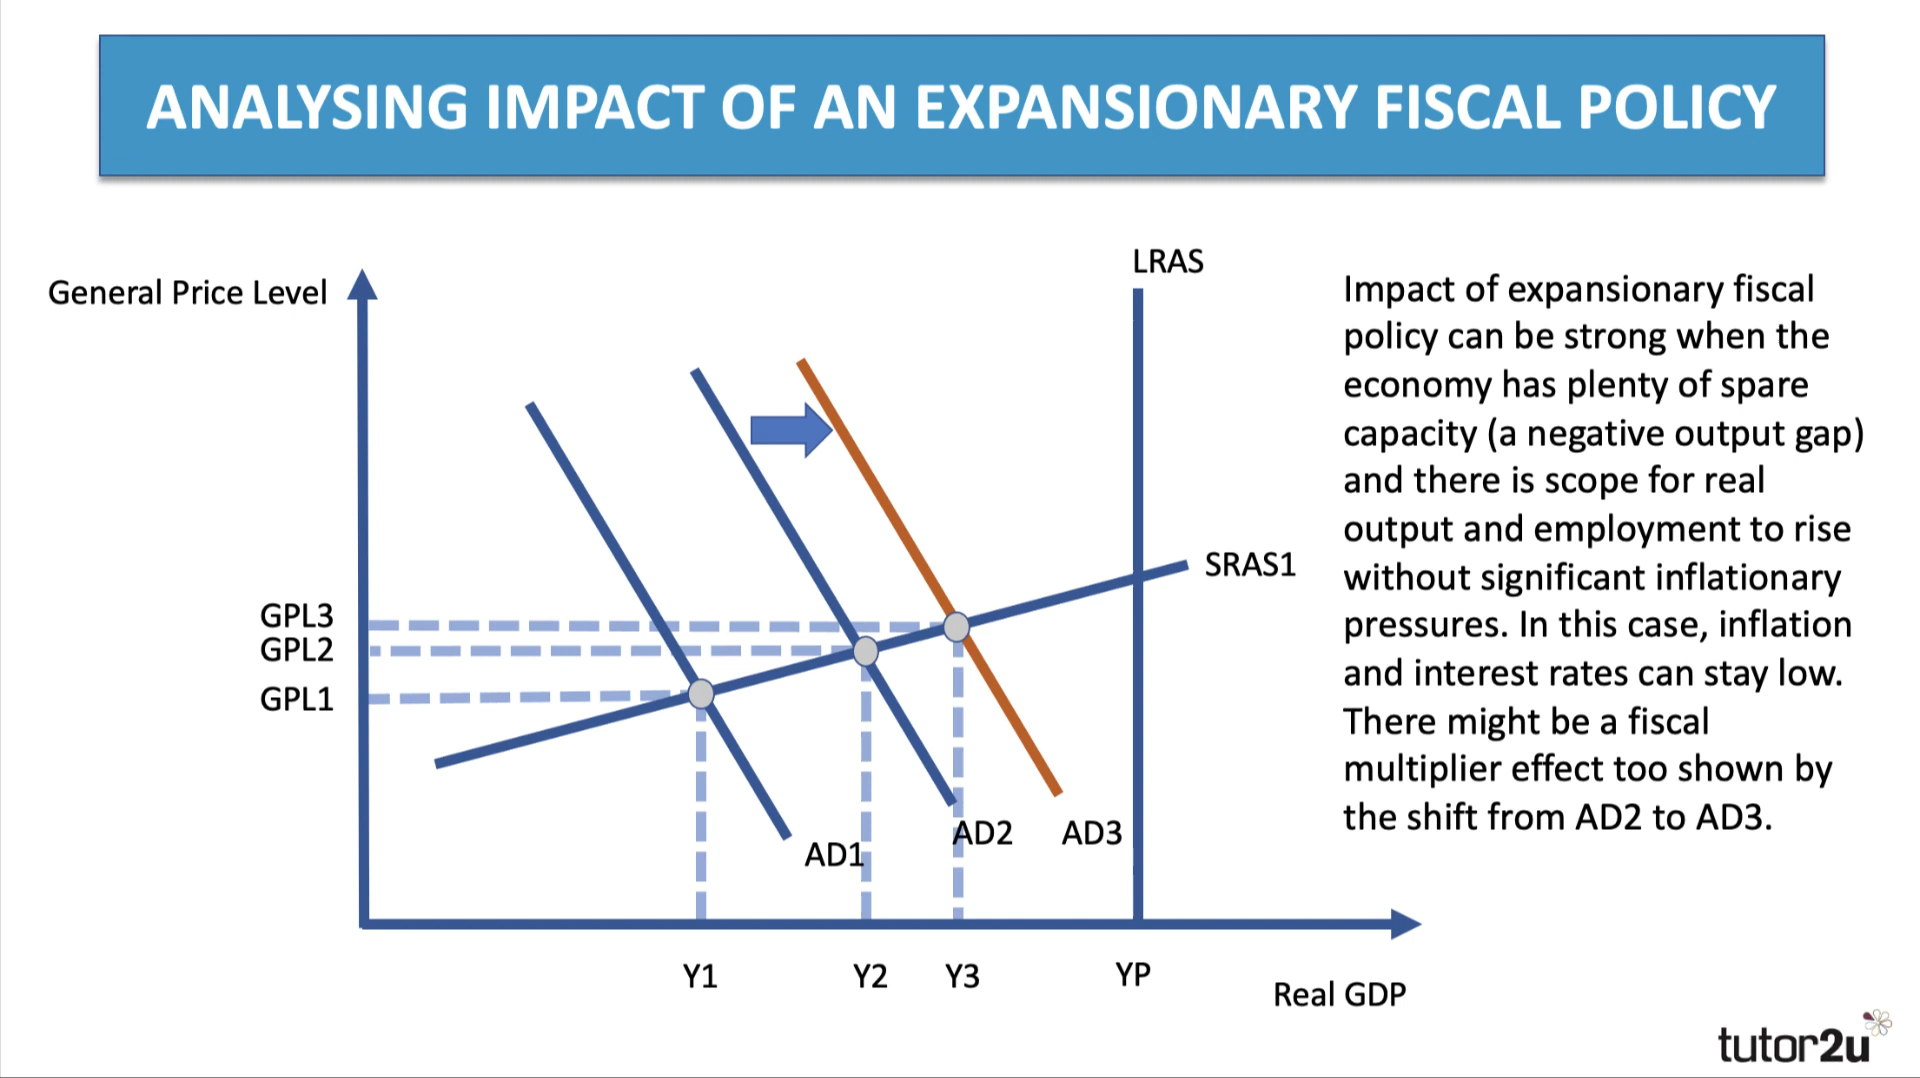 ANALYSING IMPACT OF AN EXPANSIONARY FISCAL POLICY
General Price Level
LRAS
Impact of expansionary fiscal
policy can be strong when the
economy has plenty of spare
capacity (a negative output gap)
and there is scope for real
output and employment to rise
without significant inflationary
pressures. In this case, inflation
and interest rates can stay low.
There might be a fiscal
multiplier effect too shown by
the shift from AD2 to AD3.
SRAS1
GPL3
GPL2
GPL1
AD1
AD2
AD3
Y1
Y2
Y3
YP
Real GDP
tutor2u